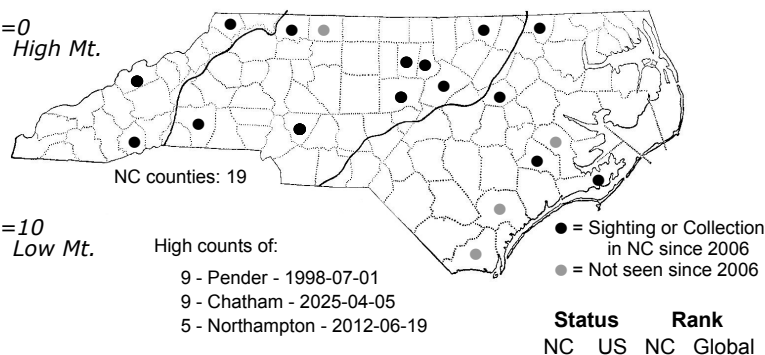 =0
High Mt.
NC counties: 19
=10
Low Mt.
High counts of:
9 - Pender - 1998-07-01
9 - Chatham - 2025-04-05
5 - Northampton - 2012-06-19
● = Sighting or Collection
in NC since 2006
● = Not seen since 2006
Status Rank
NC US NC Global